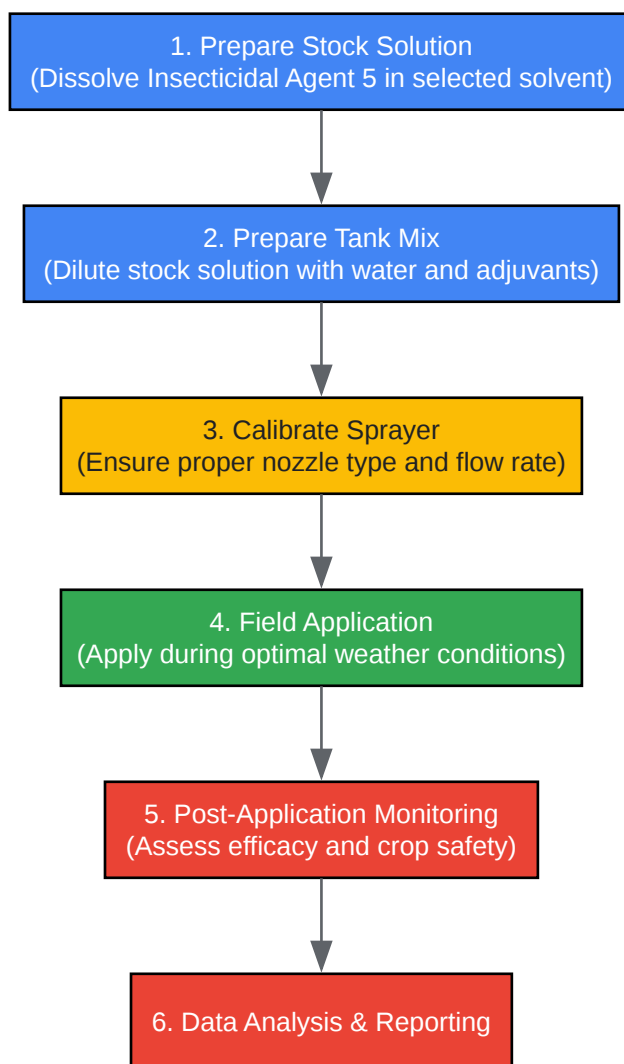 1. Prepare Stock Solution
(Dissolve Insecticidal Agent 5 in selected solvent)
2. Prepare Tank Mix
(Dilute stock solution with water and adjuvants)
3. Calibrate Sprayer
(Ensure proper nozzle type and flow rate)
4. Field Application
(Apply during optimal weather conditions)
5. Post-Application Monitoring
(Assess efficacy and crop safety)
6. Data Analysis & Reporting